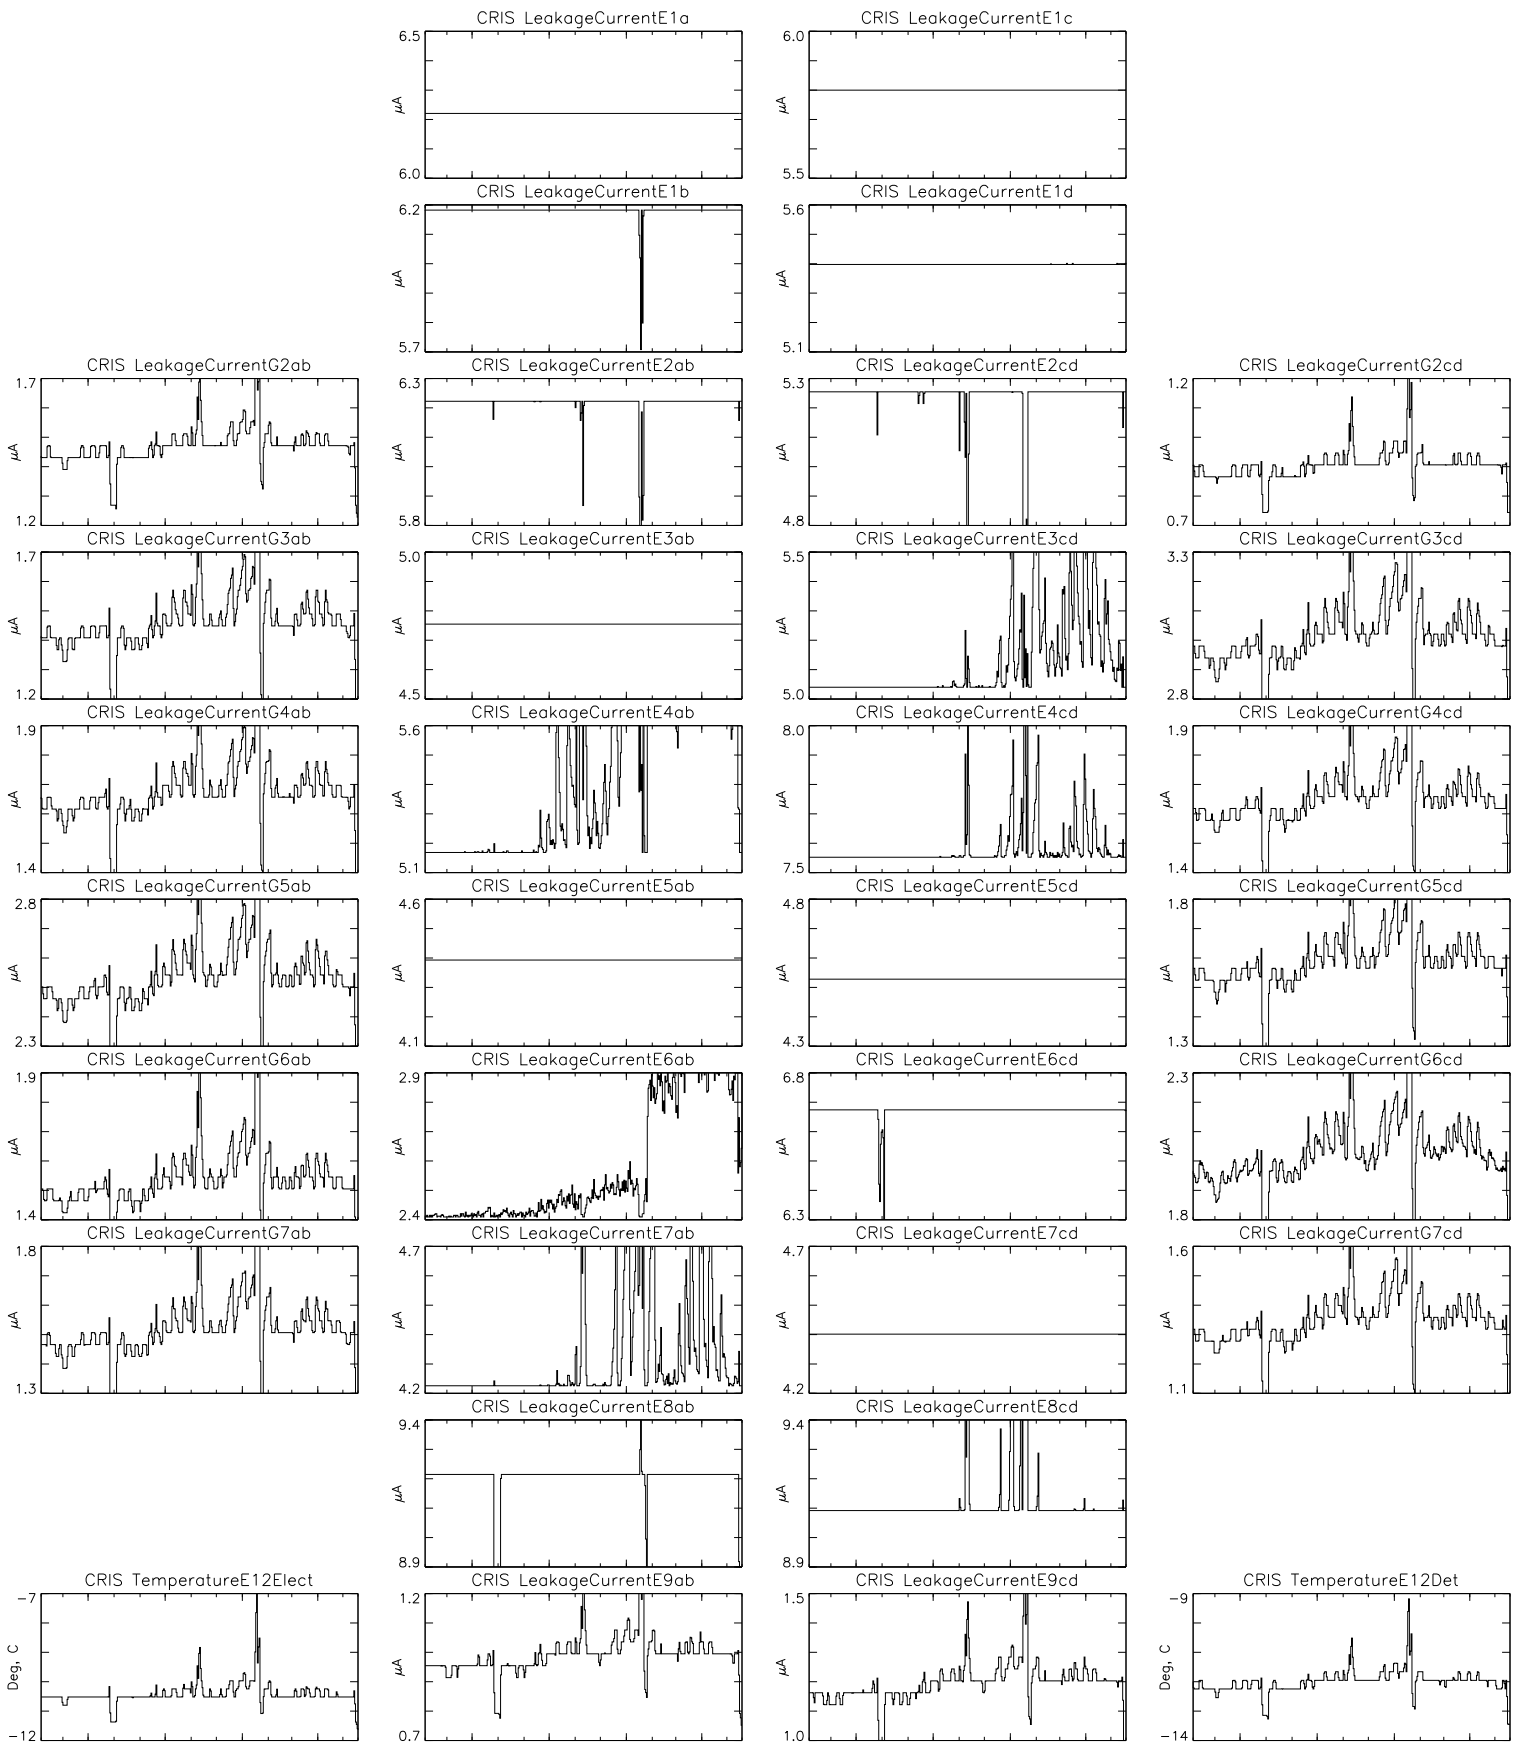 CRIS LeakageCurrentE1a CRIS LeakageCurrentE1c
6.5 6.0
μA μA
6.0 5.5
CRIS LeakageCurrentE1b CRIS LeakageCurrentE1d
6.2 5.6
μA μA
5.7 5.1
CRIS LeakageCurrentG2ab CRIS LeakageCurrentE2ab CRIS LeakageCurrentE2cd CRIS LeakageCurrentG2cd
1.7 6.3 5.3 1.2
μA μA μA μA
1.2 5.8 4.8 0.7
CRIS LeakageCurrentG3ab CRIS LeakageCurrentE3ab CRIS LeakageCurrentE3cd CRIS LeakageCurrentG3cd
1.7 5.0 5.5 3.3
μA μA μA μA
1.2 4.5 5.0 2.8
CRIS LeakageCurrentG4ab CRIS LeakageCurrentE4ab CRIS LeakageCurrentE4cd CRIS LeakageCurrentG4cd
1.9 5.6 8.0 1.9
μA μA μA μA
1.4 5.1 7.5 1.4
CRIS LeakageCurrentG5ab CRIS LeakageCurrentE5ab CRIS LeakageCurrentE5cd CRIS LeakageCurrentG5cd
2.8 4.6 4.8 1.8
μA μA μA μA
2.3 4.1 4.3 1.3
CRIS LeakageCurrentG6ab CRIS LeakageCurrentE6ab CRIS LeakageCurrentE6cd CRIS LeakageCurrentG6cd
1.9 2.9 6.8 2.3
μA μA μA μA
1.4 2.4 6.3 1.8
CRIS LeakageCurrentG7ab CRIS LeakageCurrentE7ab CRIS LeakageCurrentE7cd CRIS LeakageCurrentG7cd
1.8 4.7 4.7 1.6
μA μA μA μA
1.3 4.2 4.2 1.1
CRIS LeakageCurrentE8ab CRIS LeakageCurrentE8cd
9.4 9.4
μA μA
8.9 8.9
CRIS TemperatureE12Elect CRIS LeakageCurrentE9ab CRIS LeakageCurrentE9cd CRIS TemperatureE12Det
-7 1.2 1.5 -9
Deg, C μA μA Deg, C
-12 0.7 1.0 -14